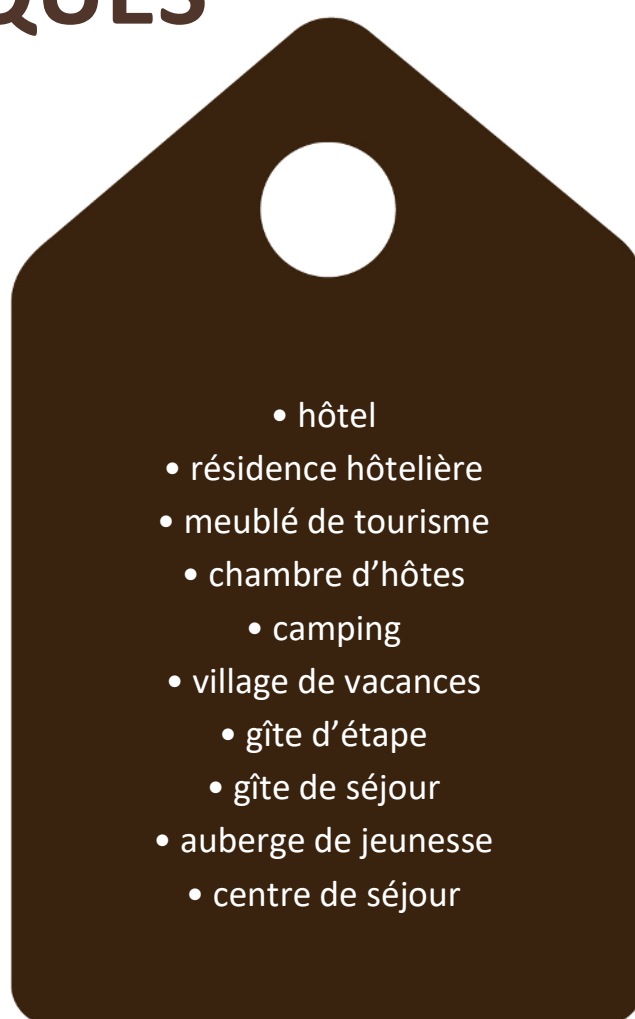 QUES
• hôtel
• résidence hôtelière
• meublé de tourisme
• chambre d’hôtes
• camping
• village de vacances
• gîte d’étape
• gîte de séjour
• auberge de jeunesse
• centre de séjour